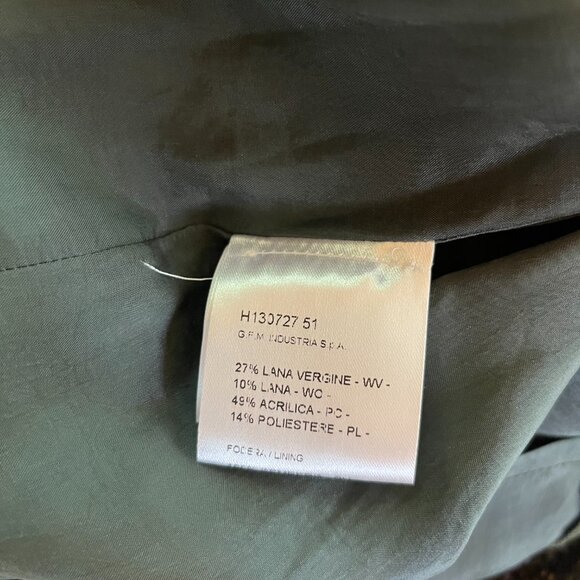 H130727 51
G.F.M. INDUSTRIA S.p.A.
27% LANA VERGINE - WV -
10% LANA - WO -
49% ACRILICA - PC -
14% POLIESTERE - PL -
FODERA / LINING